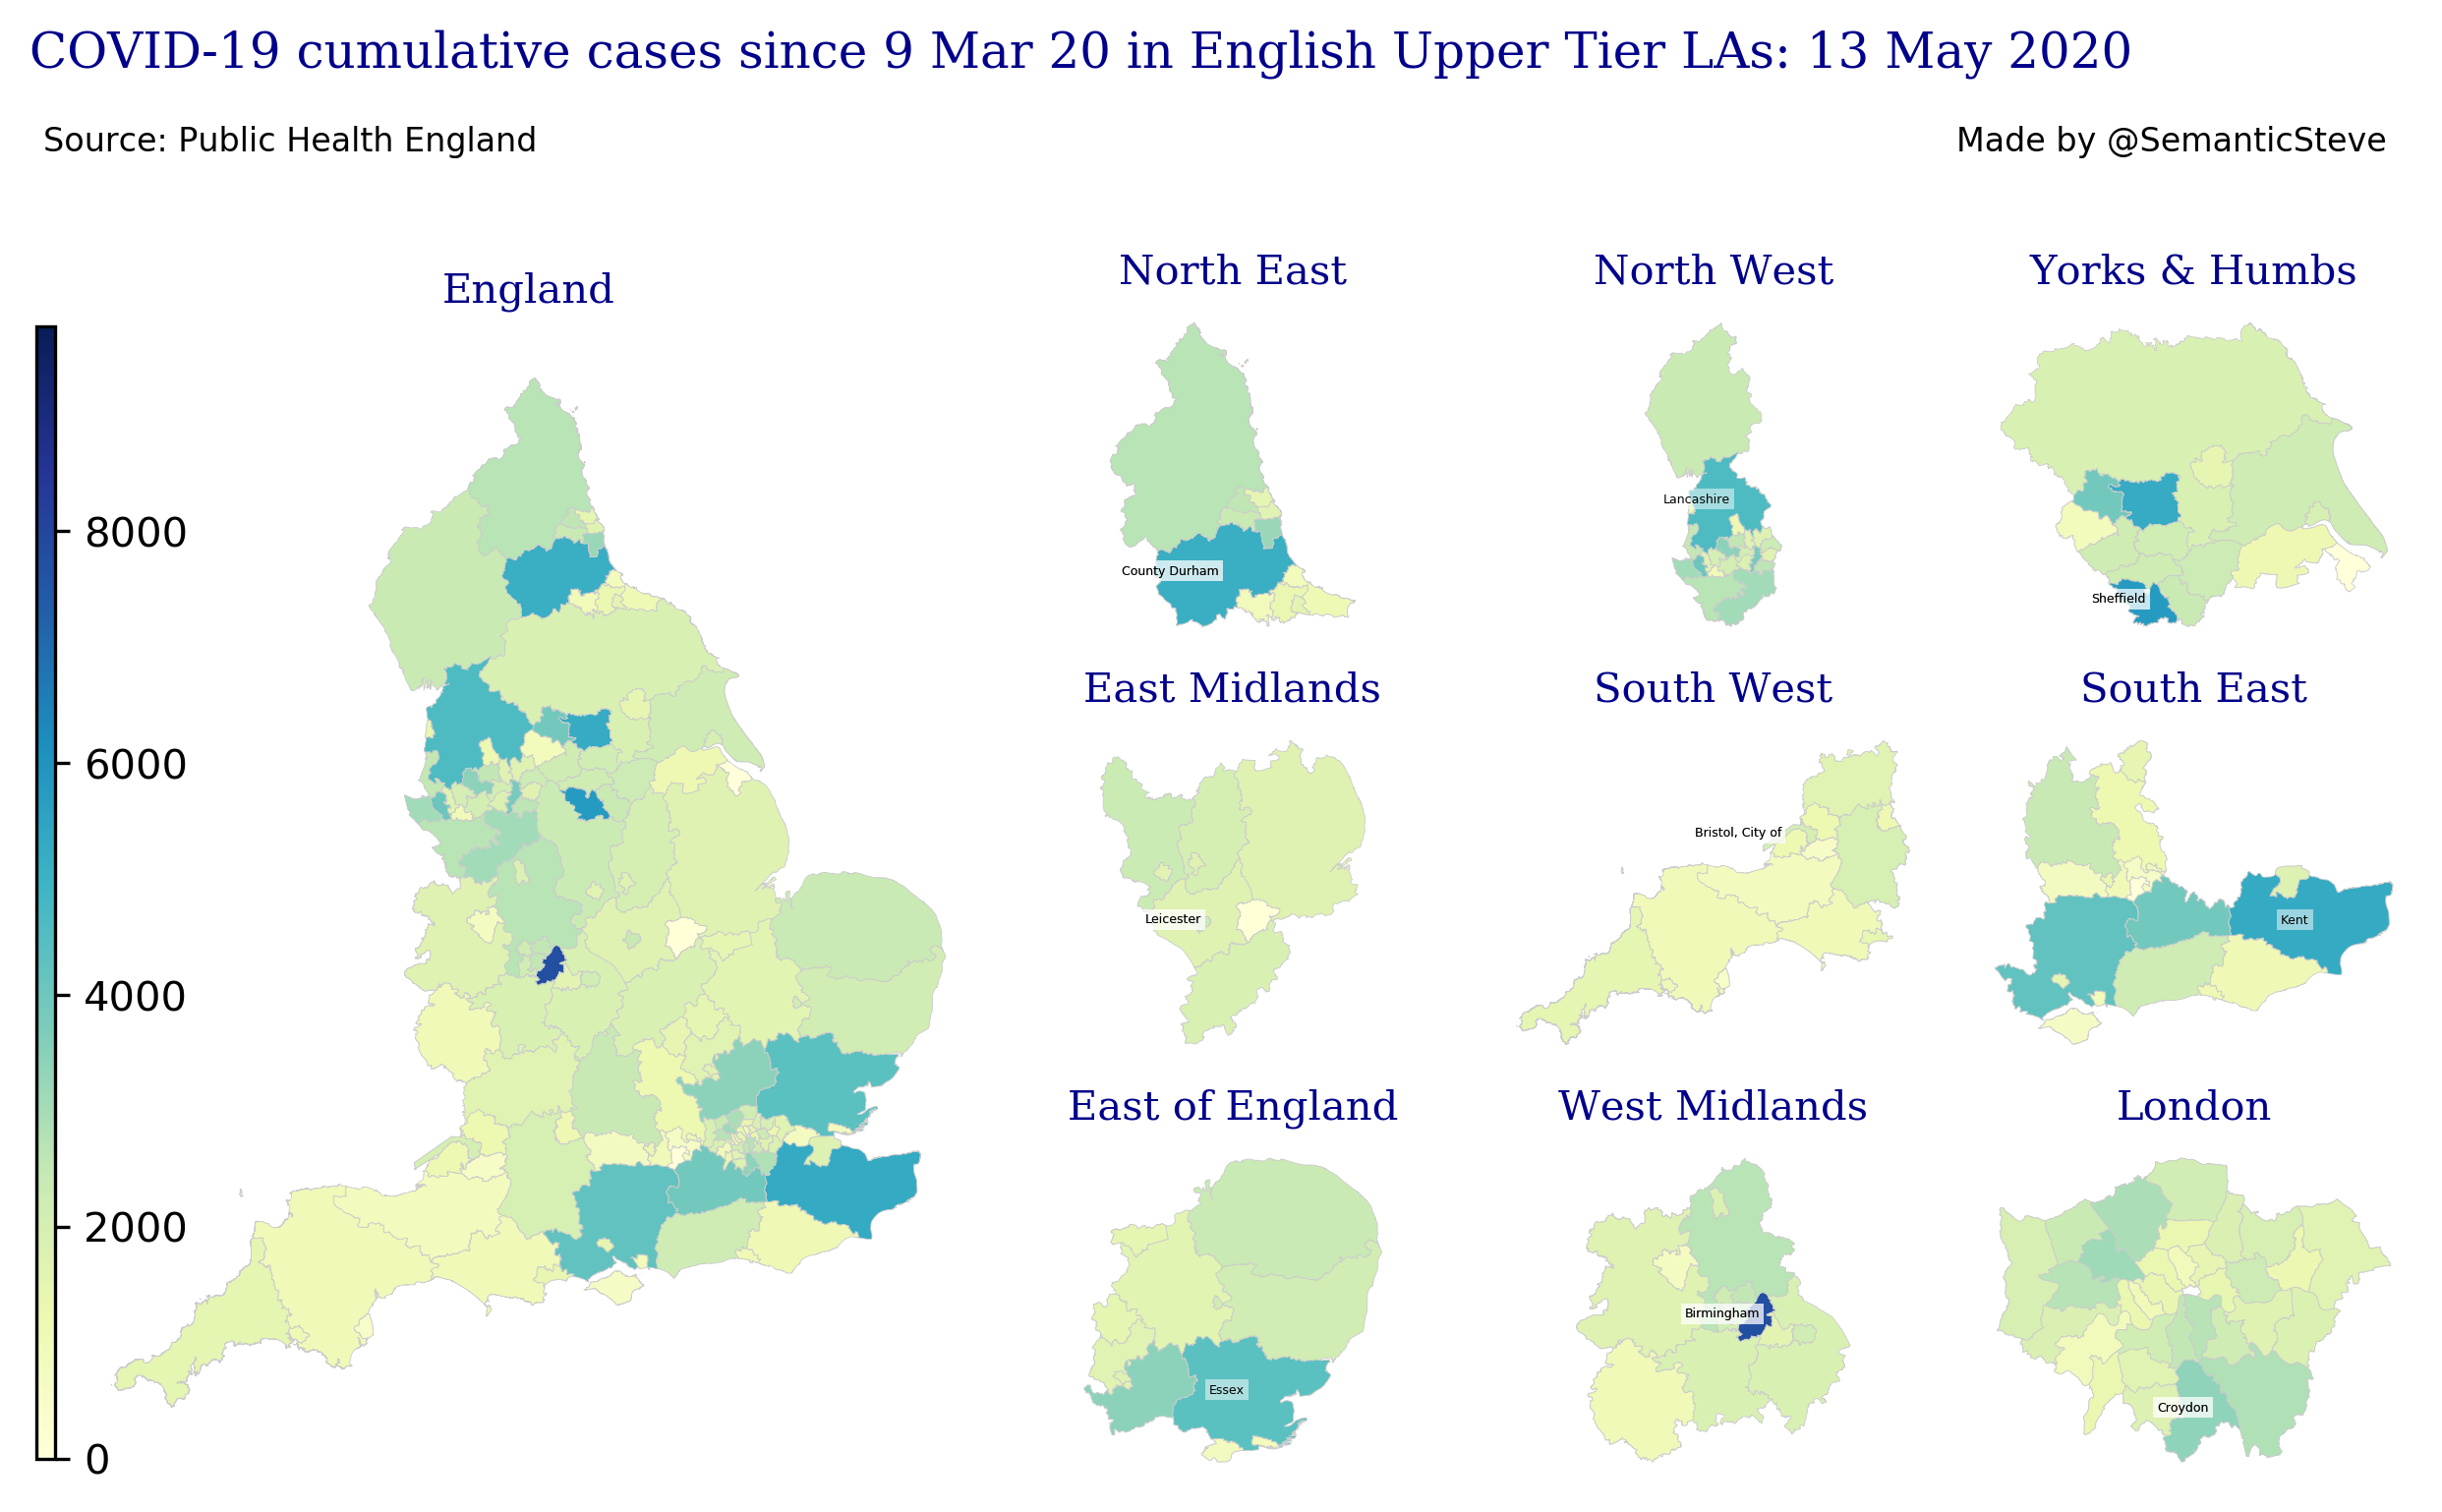 COVID-19 cumulative cases since 9 Mar 20 in English Upper Tier LAs: 13 May 2020
Source: Public Health England
Made by @SemanticSteve
England
8000
6000
4000
2000
0
North East
County Durham
North West
Lancashire
Yorks & Humbs
Sheffield
East Midlands
Leicester
South West
Bristol, City of
South East
Kent
East of England
Essex
West Midlands
Birmingham
London
Croydon